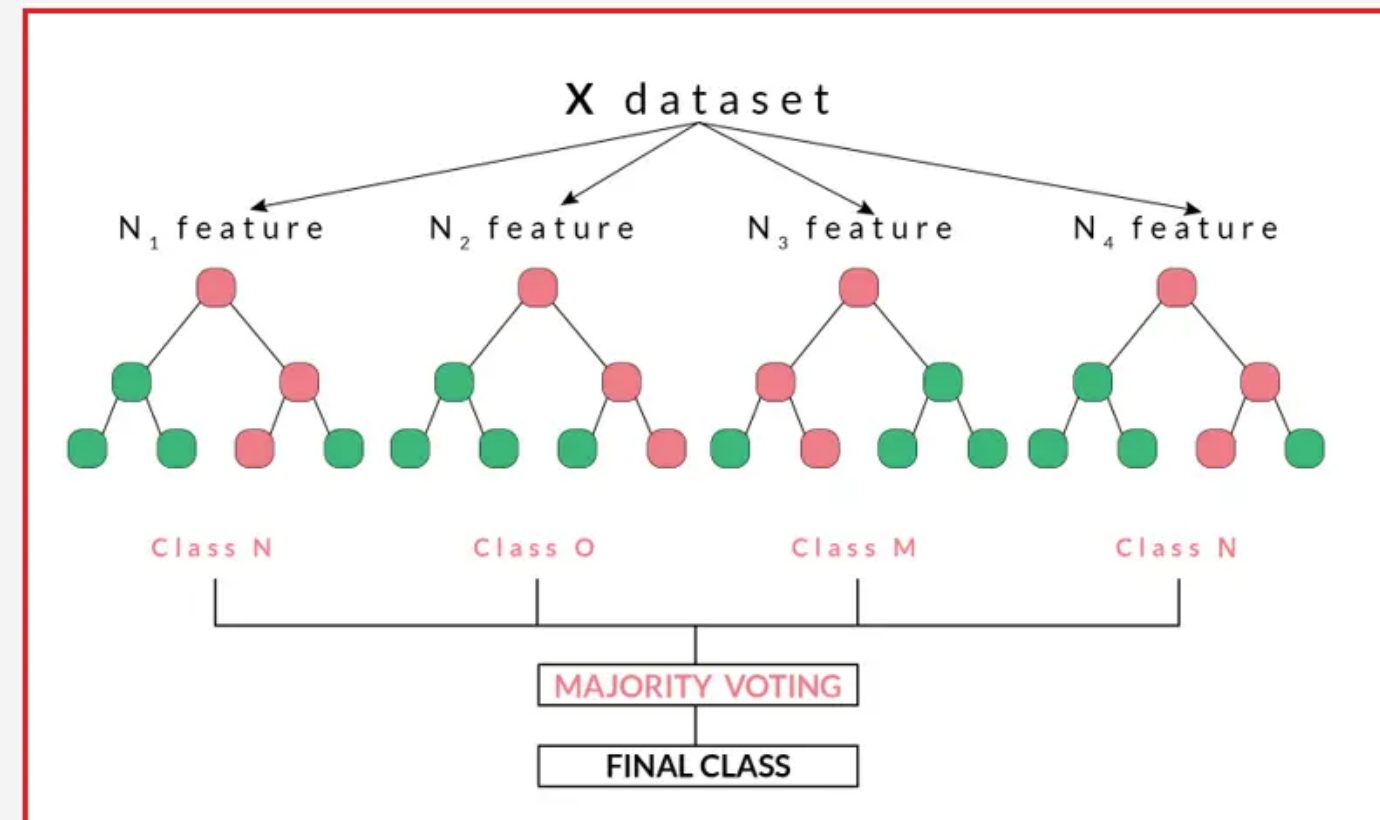 X dataset
N₁ feature N₂ feature N₃ feature N₄ feature
Class N Class O Class M Class N
MAJORITY VOTING
FINAL CLASS